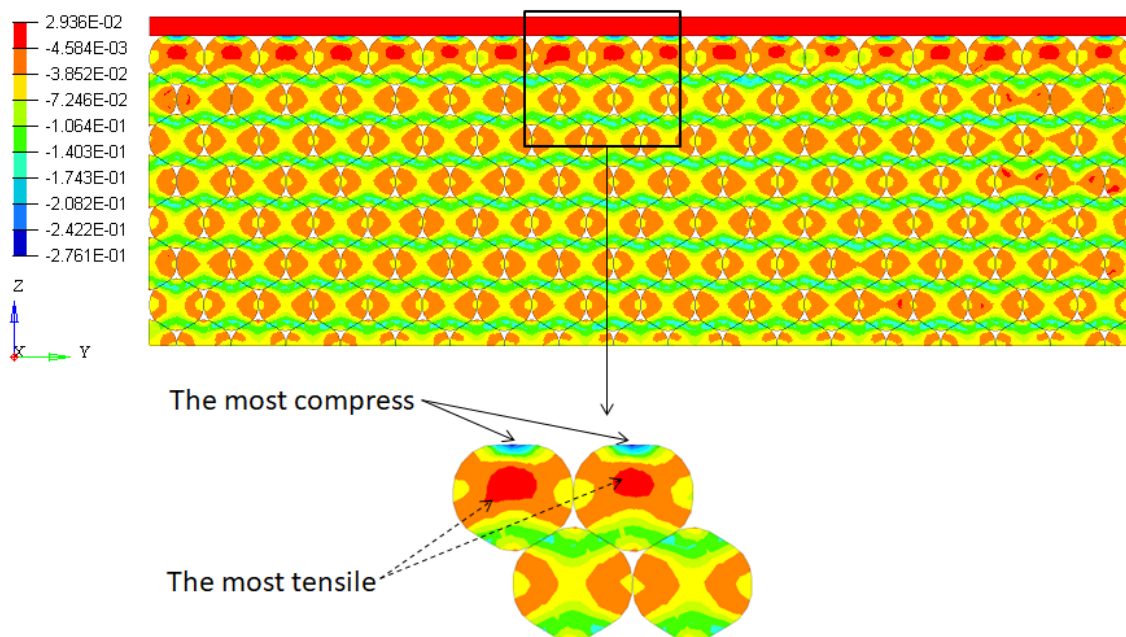 2.936E-02
-4.584E-03
-3.852E-02
-7.246E-02
-1.064E-01
-1.403E-01
-1.743E-01
-2.082E-01
-2.422E-01
-2.761E-01
Z
X
Y
The most compress
The most tensile